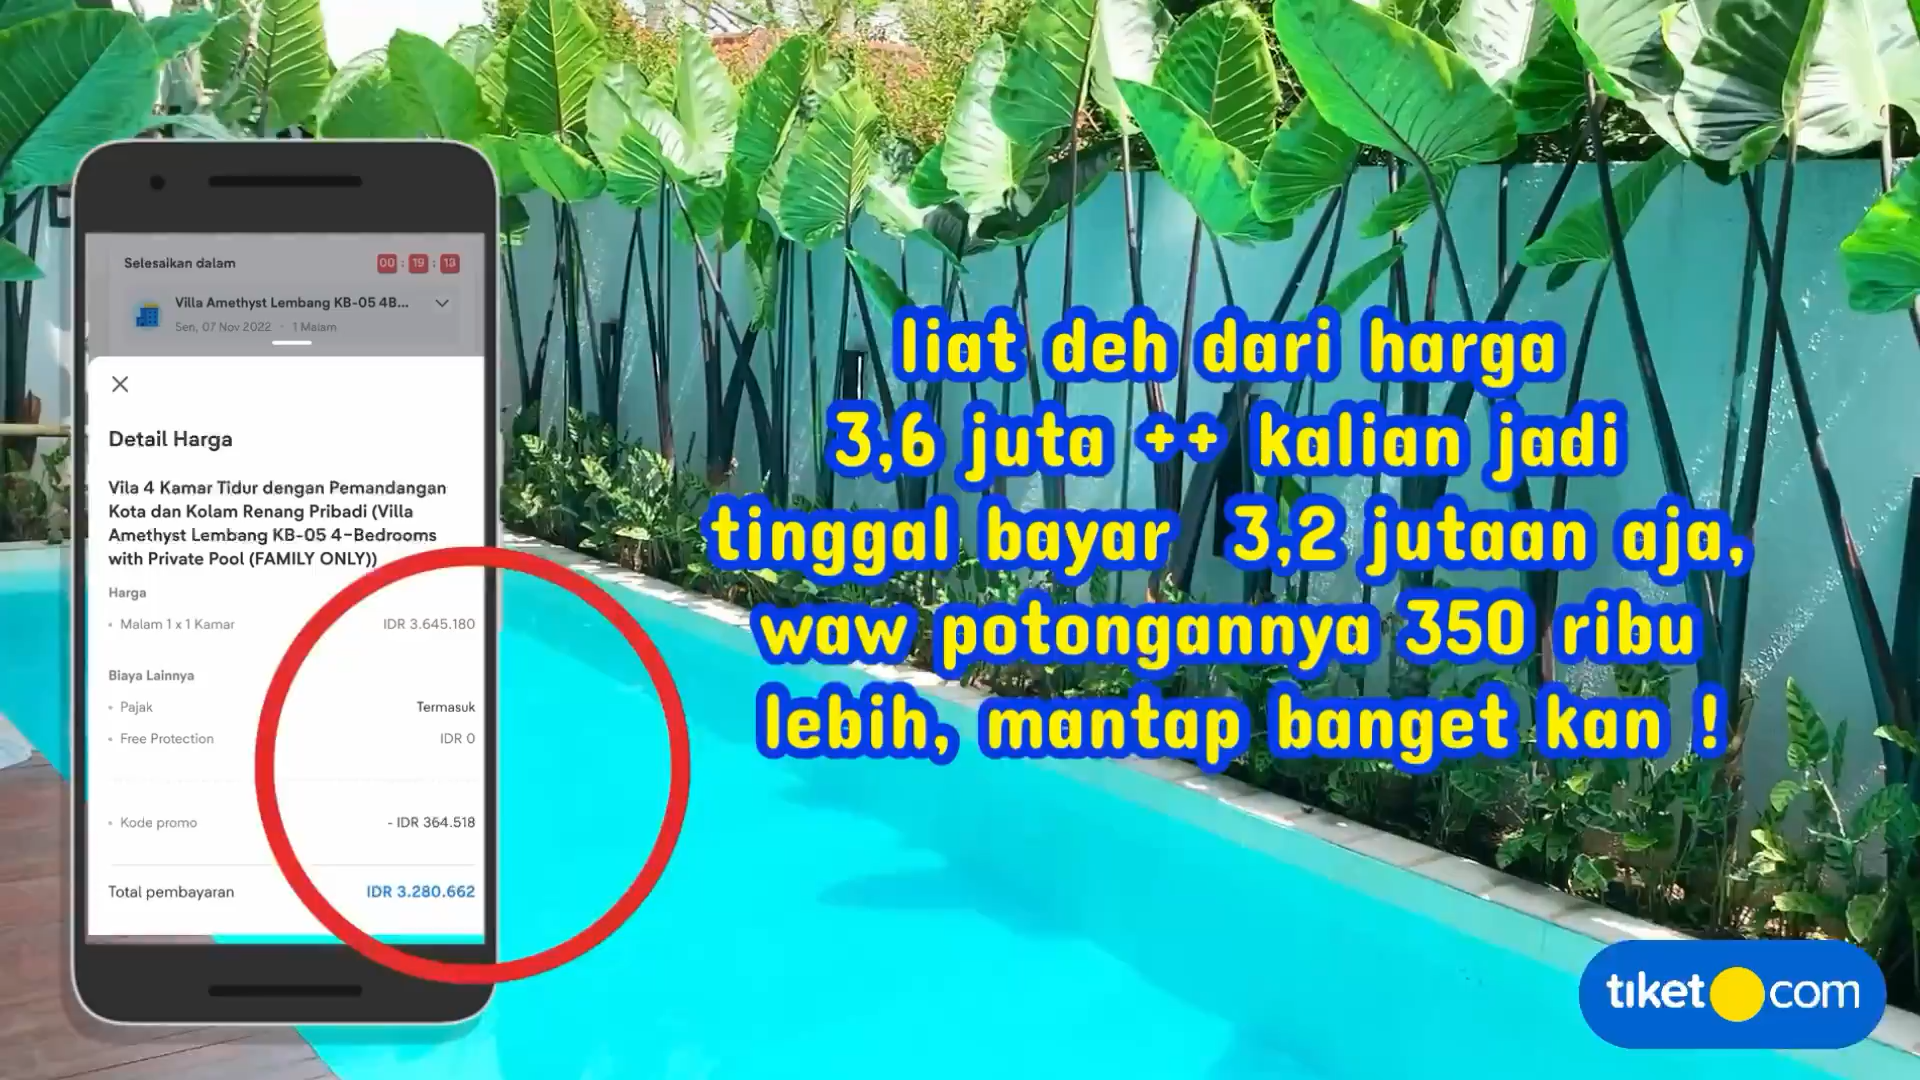 Selesaikan dalam
00 : 19 : 13
Villa Amethyst Lembang KB-05 4B...
Sen, 07 Nov 2022 • 1 Malam
Detail Harga
Vila 4 Kamar Tidur dengan Pemandangan
Kota dan Kolam Renang Pribadi (Villa
Amethyst Lembang KB-05 4-Bedrooms
with Private Pool (FAMILY ONLY))
Harga
• Malam 1 x 1 Kamar IDR 3.645.180
Biaya Lainnya
• Pajak Termasuk
• Free Protection IDR 0
• Kode promo - IDR 364.518
Total pembayaran IDR 3.280.662
liat deh dari harga
3,6 juta ++ kalian jadi
tinggal bayar 3,2 jutaan aja,
waw potongannya 350 ribu
lebih, mantap banget kan !
tiket.com